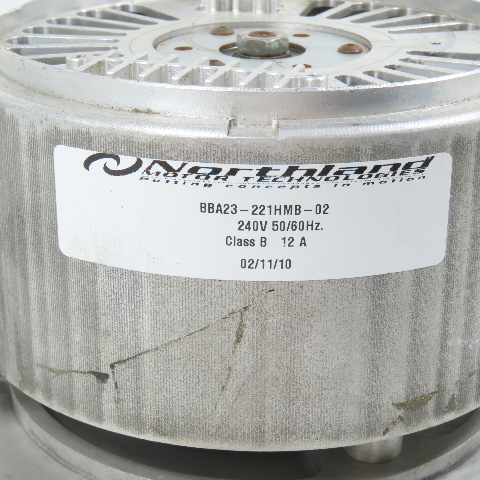 Northland
MOTOR TECHNOLOGIES
putting concepts in motion
BBA23-221HMB-02
240V 50/60Hz.
Class B 12 A
02/11/10